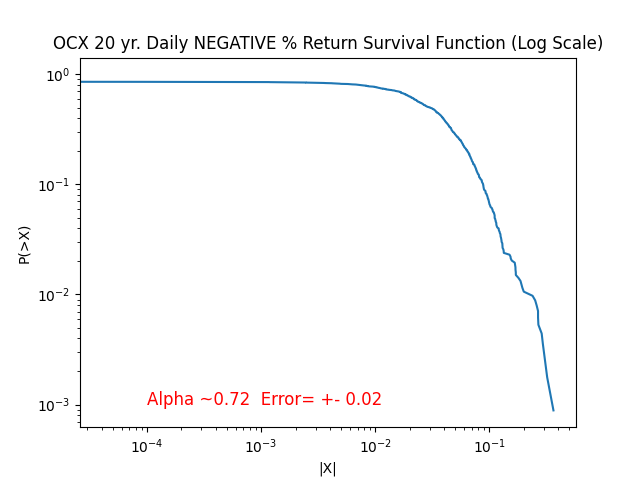 OCX 20 yr. Daily NEGATIVE % Return Survival Function (Log Scale)
10⁰
10⁻¹
10⁻²
10⁻³
P(>X)
Alpha ~0.72  Error= +- 0.02
10⁻⁴ 10⁻³ 10⁻² 10⁻¹
|X|